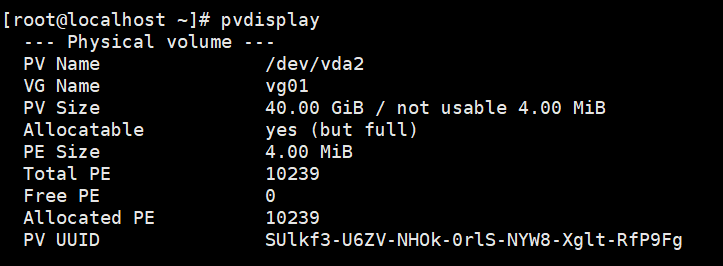 [root@localhost ~]# pvdisplay
--- Physical volume ---
PV Name /dev/vda2
VG Name vg01
PV Size 40.00 GiB / not usable 4.00 MiB
Allocatable yes (but full)
PE Size 4.00 MiB
Total PE 10239
Free PE 0
Allocated PE 10239
PV UUID SUlkf3-U6ZV-NHOk-0rlS-NYW8-Xglt-RfP9Fg